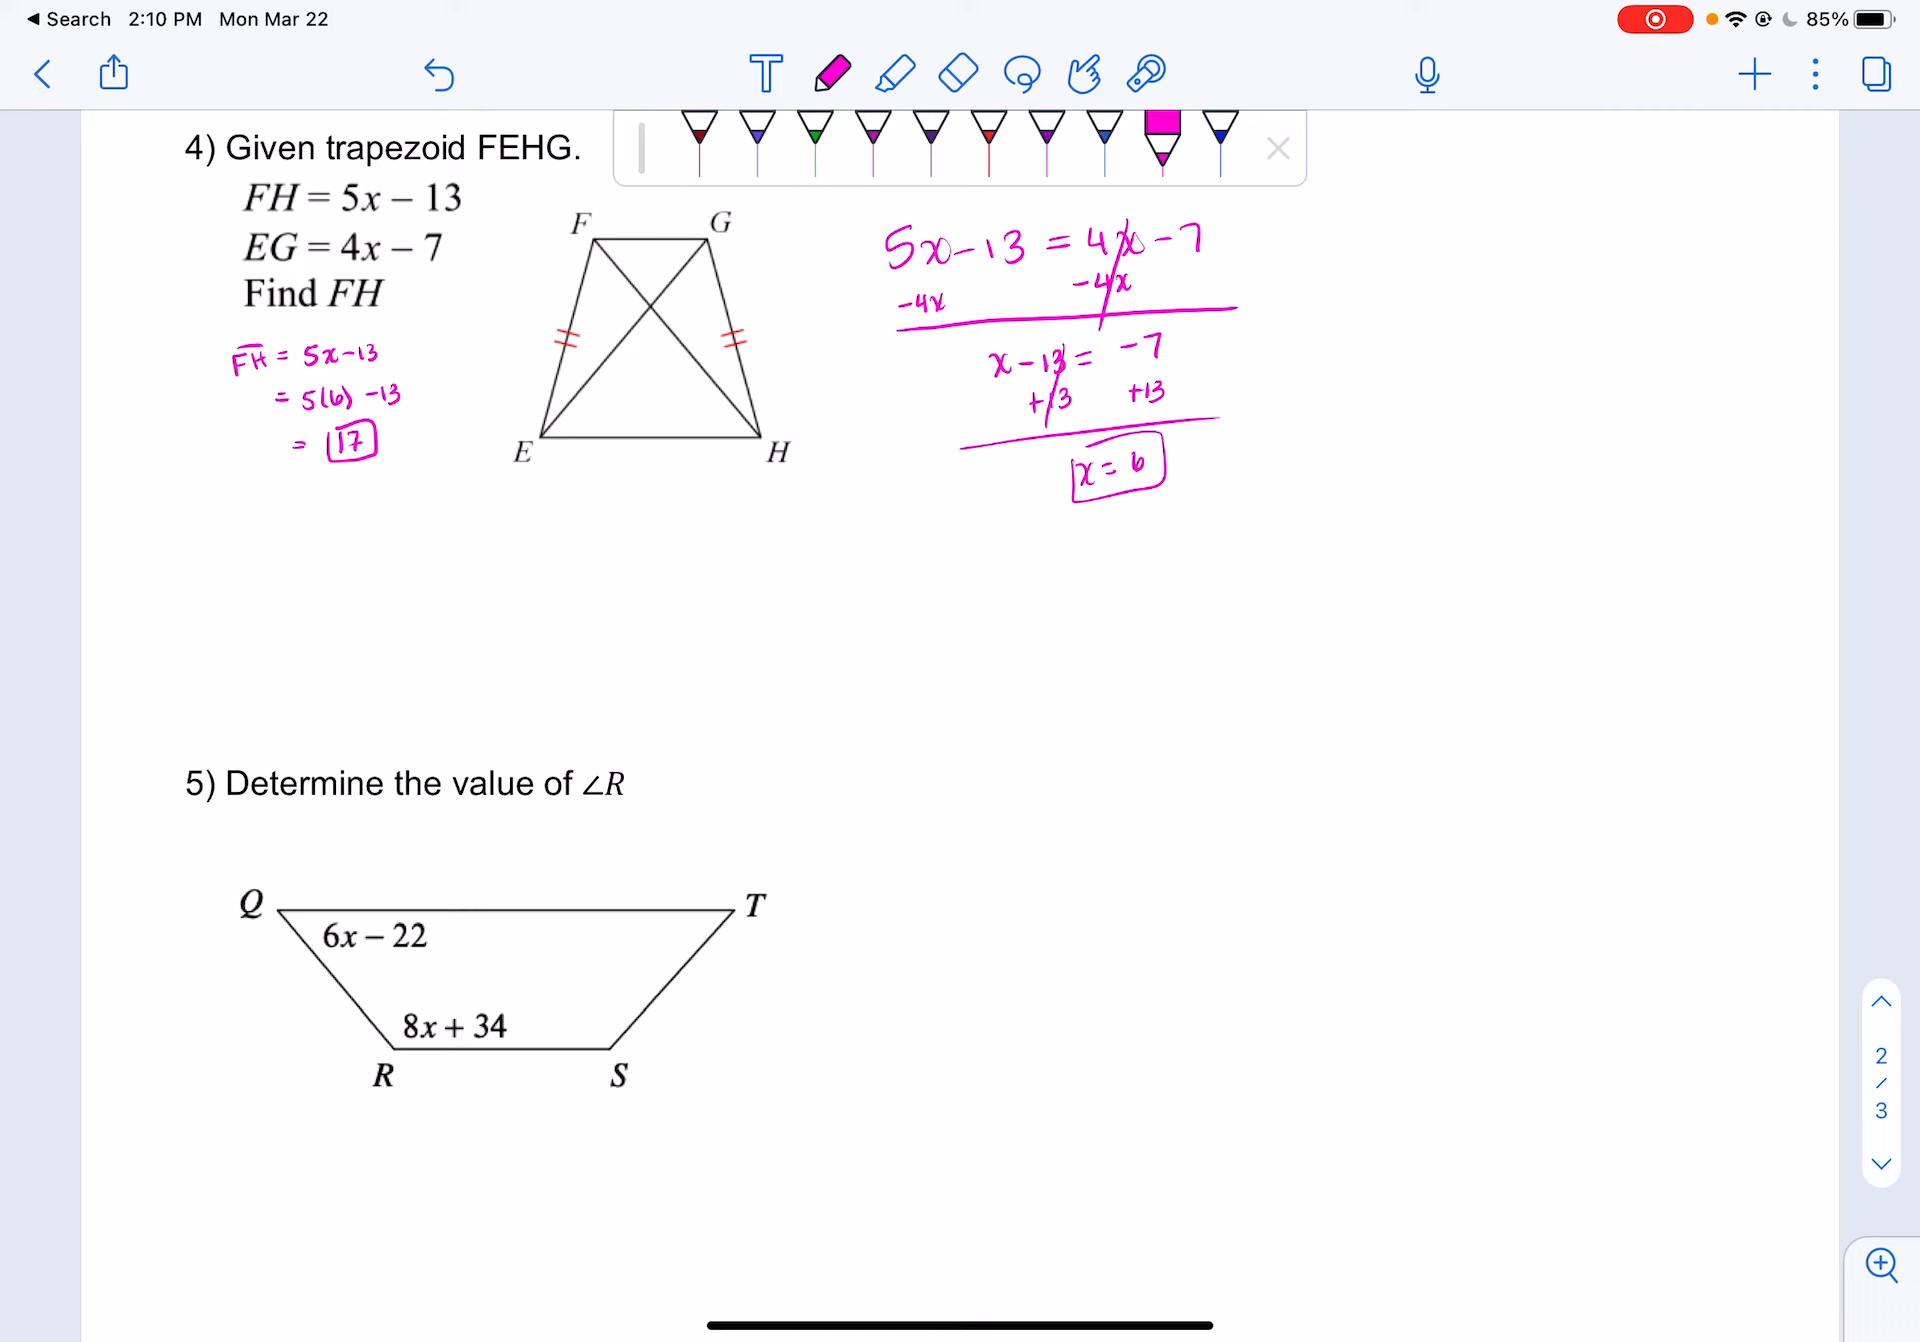 Search 2:10 PM Mon Mar 22
85%
4) Given trapezoid FEHG.
FH = 5x – 13
EG = 4x – 7
Find FH
F G
E H
FH = 5x-13
= 5(6) -13
= 17
5x-13 = 4x-7
-4x -4x
x-13 = -7
+13 +13
x = 6
5) Determine the value of ∠R
Q T
6x – 22
8x + 34
R S
2
/
3